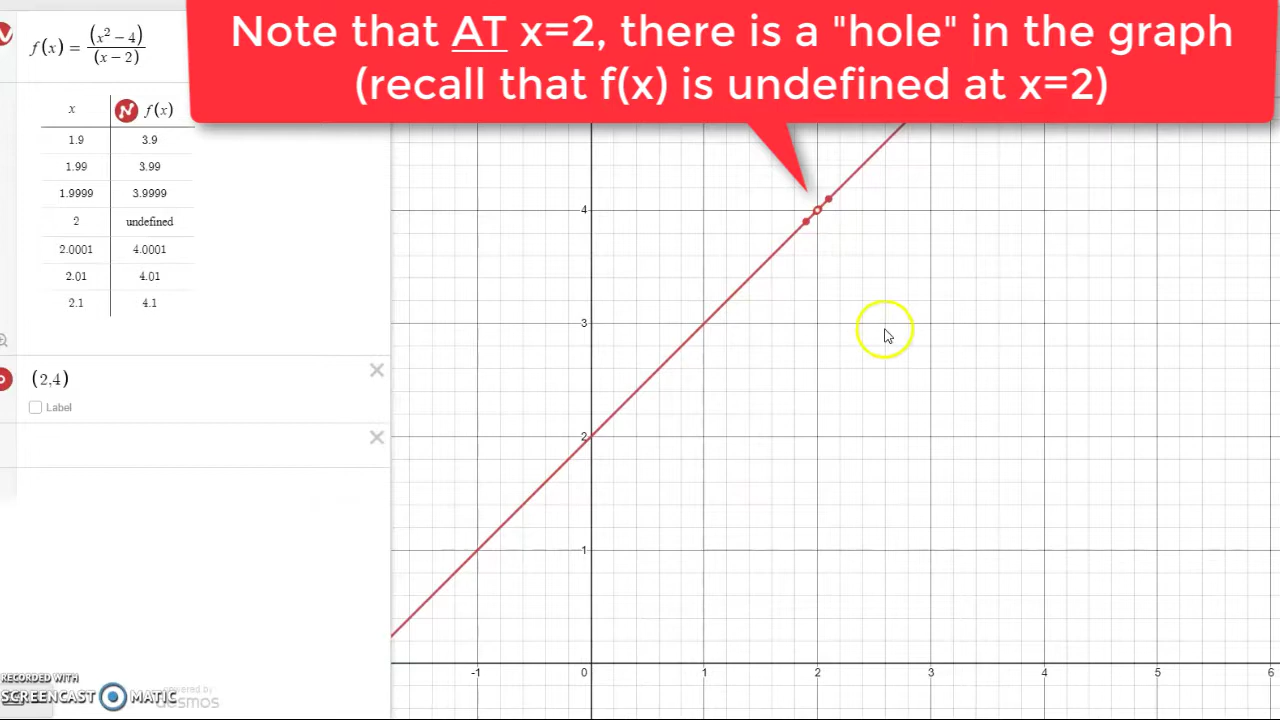 Note that AT x=2, there is a "hole" in the graph
(recall that f(x) is undefined at x=2)
f(x) = (x² − 4)/(x − 2)
x f(x)
1.9 3.9
1.99 3.99
1.9999 3.9999
2 undefined
2.0001 4.0001
2.01 4.01
2.1 4.1
(2,4)
Label
4
3
2
1
-1 0 1 2 3 4 5 6
RECORDED WITH
SCREENCAST MATIC
powered by
desmos